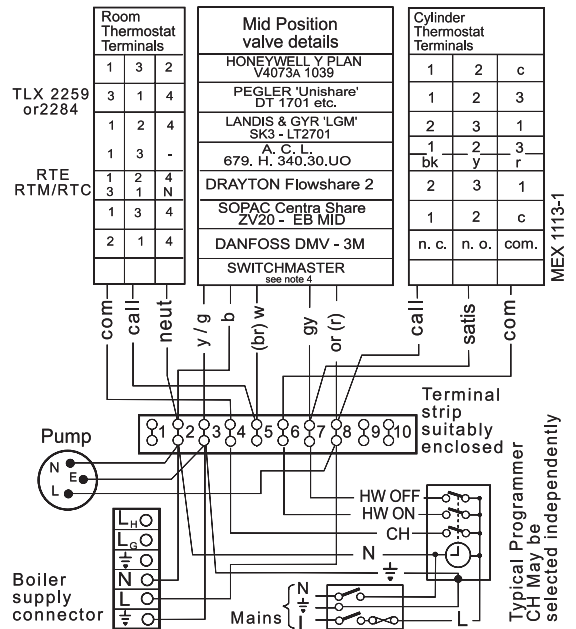 Room
Thermostat
Terminals
Mid Position
valve details
Cylinder
Thermostat
Terminals
1 3 2
HONEYWELL Y PLAN
V4073A 1039
1 2 c
TLX 2259
or2284
3 1 4
PEGLER 'Unishare'
DT 1701 etc.
1 2 3
1 2 4
LANDIS & GYR 'LGM'
SK3 - LT2701
2 3 1
1 3 -
A. C. L.
679. H. 340.30.UO
1 2 3
bk y r
RTE
RTM/RTC
1 2 4
3 1 N
DRAYTON Flowshare 2
2 3 1
1 3 4
SOPAC Centra Share
ZV20 - EB MID
1 2 c
2 1 4
DANFOSS DMV - 3M
n. c. n. o. com.
SWITCHMASTER
see note 4
MEX 1113-1
com
call
neut
y / g
b
(br) w
gy
or (r)
call
satis
com
Terminal
strip
suitably
enclosed
1 2 3 4 5 6 7 8 9 10
Pump
N
E
L
HW OFF
HW ON
CH
N
Typical Programmer
CH May be
selected independently
LH
LG
N
L
Boiler
supply
connector
Mains
N
L
L